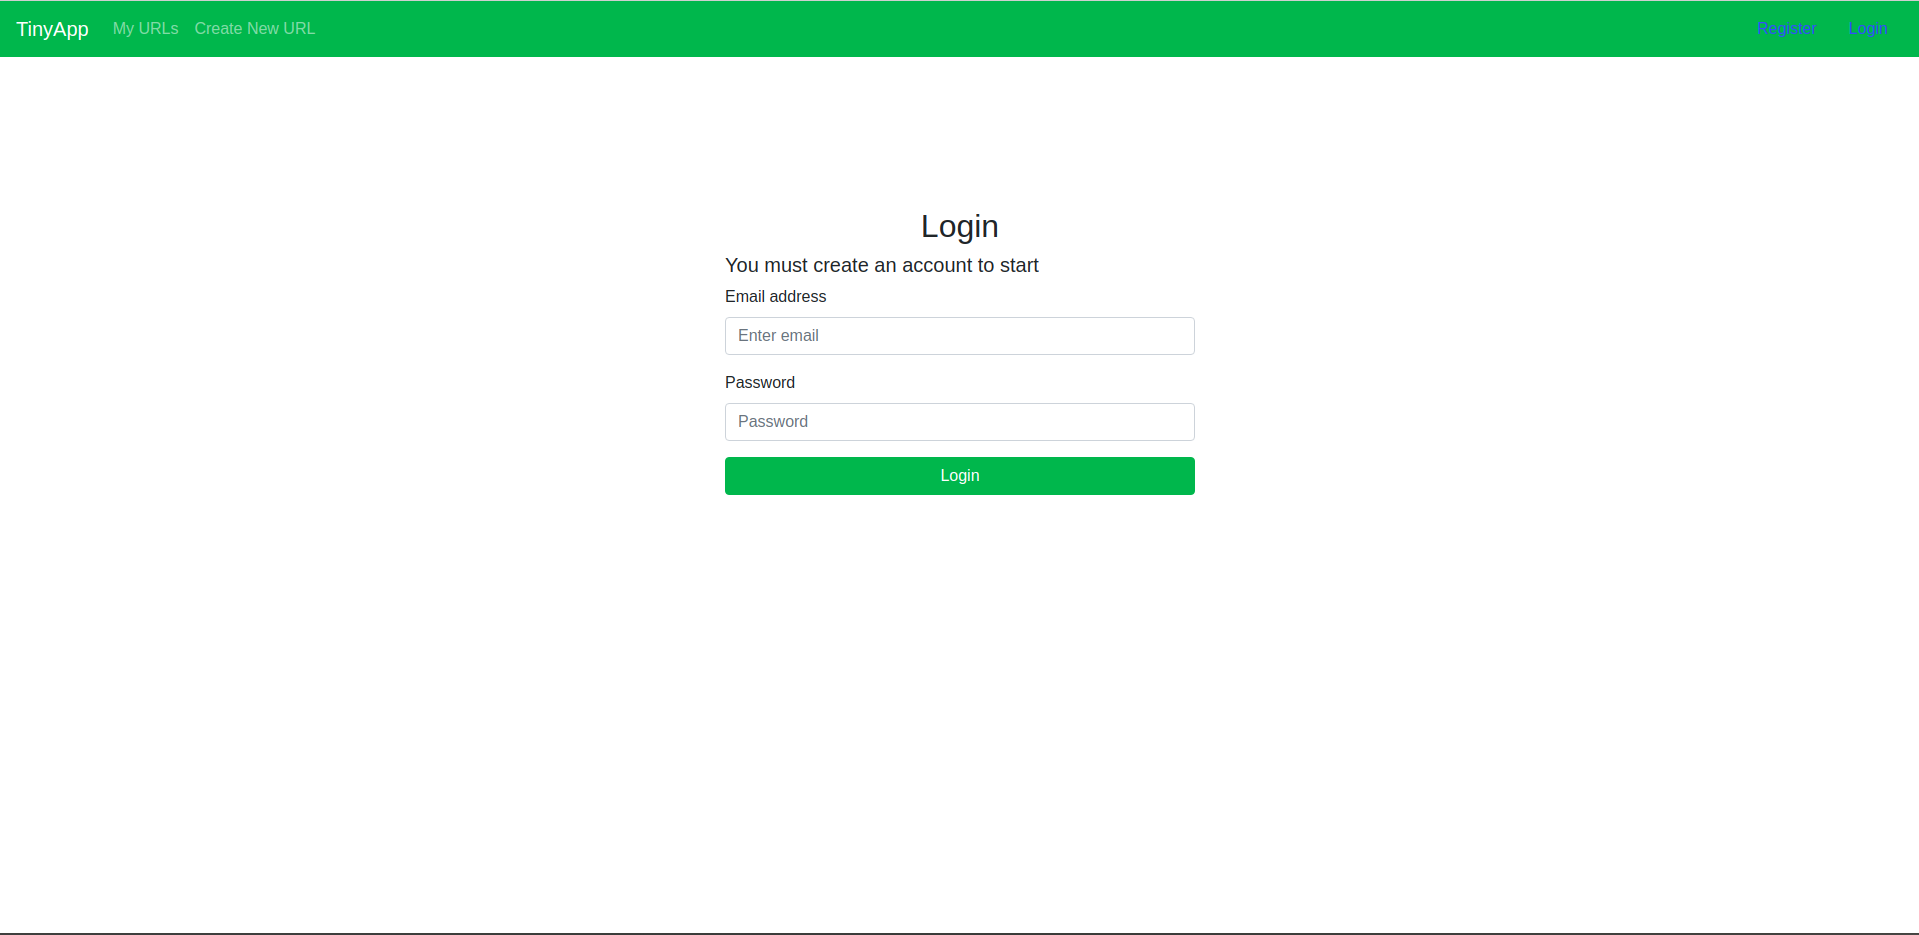 TinyApp My URLs Create New URL Register Login
Login
You must create an account to start
Email address
Enter email
Password
Password
Login